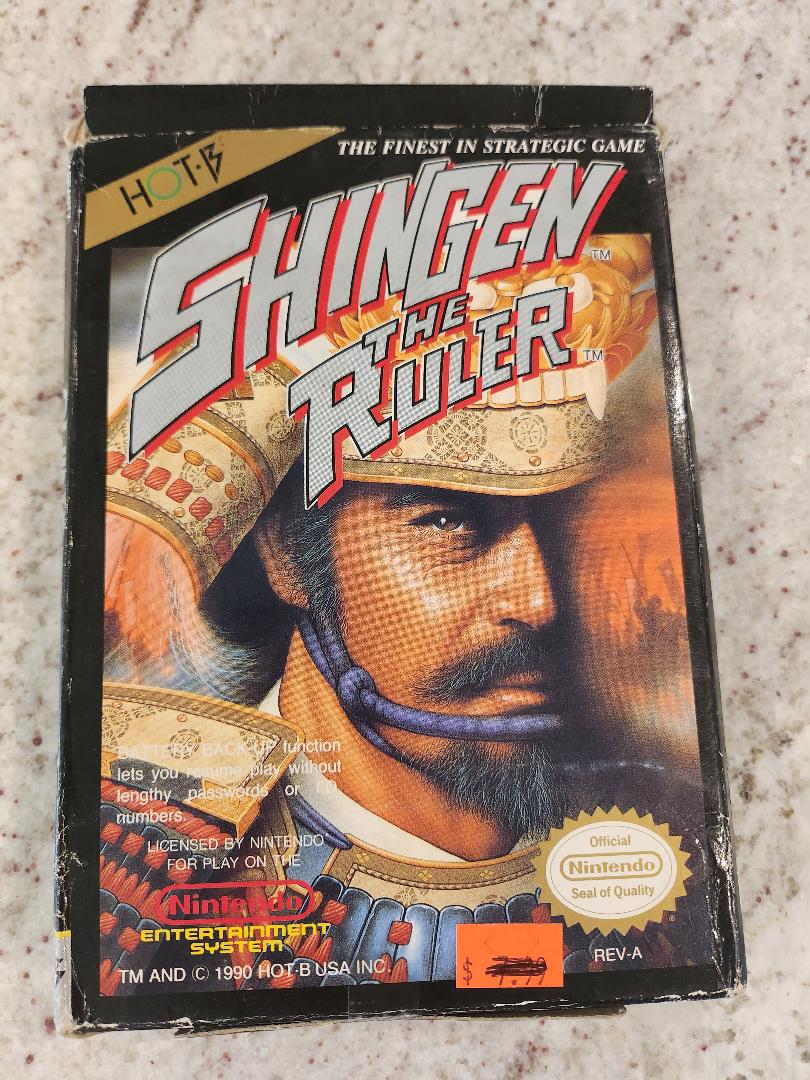 HOT·B
THE FINEST IN STRATEGIC GAME
SHINGEN
™
THE
RULER
™
BATTERY BACK-UP function
lets you resume play without
lengthy passwords or I.D.
numbers.
LICENSED BY NINTENDO
FOR PLAY ON THE
Nintendo
ENTERTAINMENT
SYSTEM
TM AND © 1990 HOT-B USA INC.
Official
Nintendo
Seal of Quality
®
REV-A
$